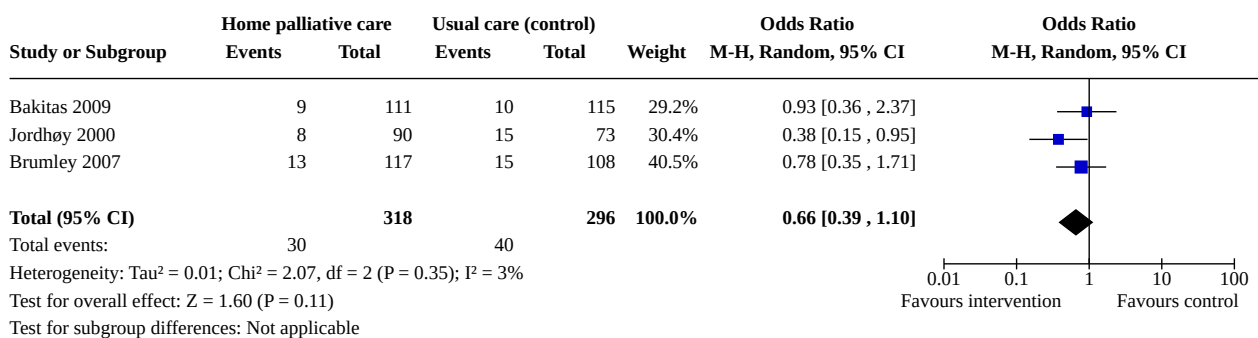 Home palliative care Usual care (control) Odds Ratio Odds Ratio
Study or Subgroup Events Total Events Total Weight M-H, Random, 95% CI M-H, Random, 95% CI
Bakitas 2009 9 111 10 115 29.2% 0.93 [0.36 , 2.37]
Jordhøy 2000 8 90 15 73 30.4% 0.38 [0.15 , 0.95]
Brumley 2007 13 117 15 108 40.5% 0.78 [0.35 , 1.71]
Total (95% CI) 318 296 100.0% 0.66 [0.39 , 1.10]
Total events: 30 40
Heterogeneity: Tau² = 0.01; Chi² = 2.07, df = 2 (P = 0.35); I² = 3%
0.01 0.1 1 10 100
Test for overall effect: Z = 1.60 (P = 0.11) Favours intervention Favours control
Test for subgroup differences: Not applicable